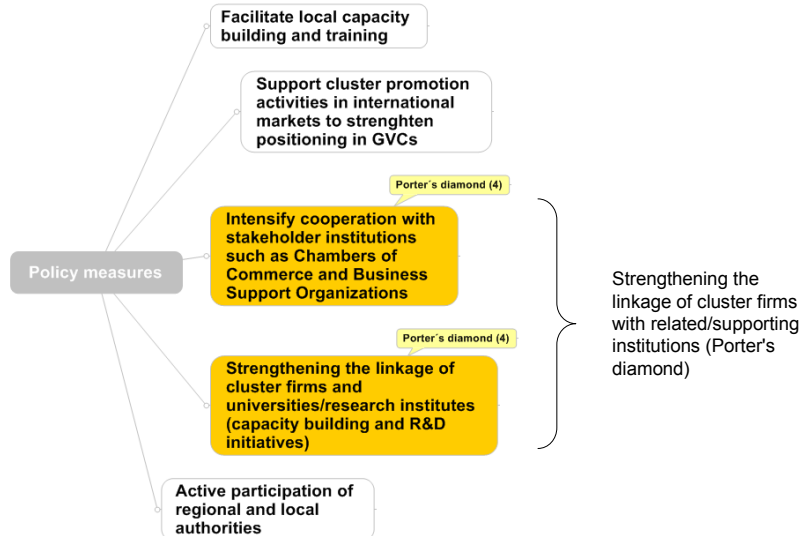 Facilitate local capacity
building and training
Support cluster promotion
activities in international
markets to strenghten
positioning in GVCs
Porter´s diamond (4)
Intensify cooperation with
stakeholder institutions
such as Chambers of
Commerce and Business
Support Organizations
Policy measures
Strengthening the
linkage of cluster firms
with related/supporting
institutions (Porter's
diamond)
Porter´s diamond (4)
Strengthening the linkage of
cluster firms and
universities/research institutes
(capacity building and R&D
initiatives)
Active participation of
regional and local
authorities